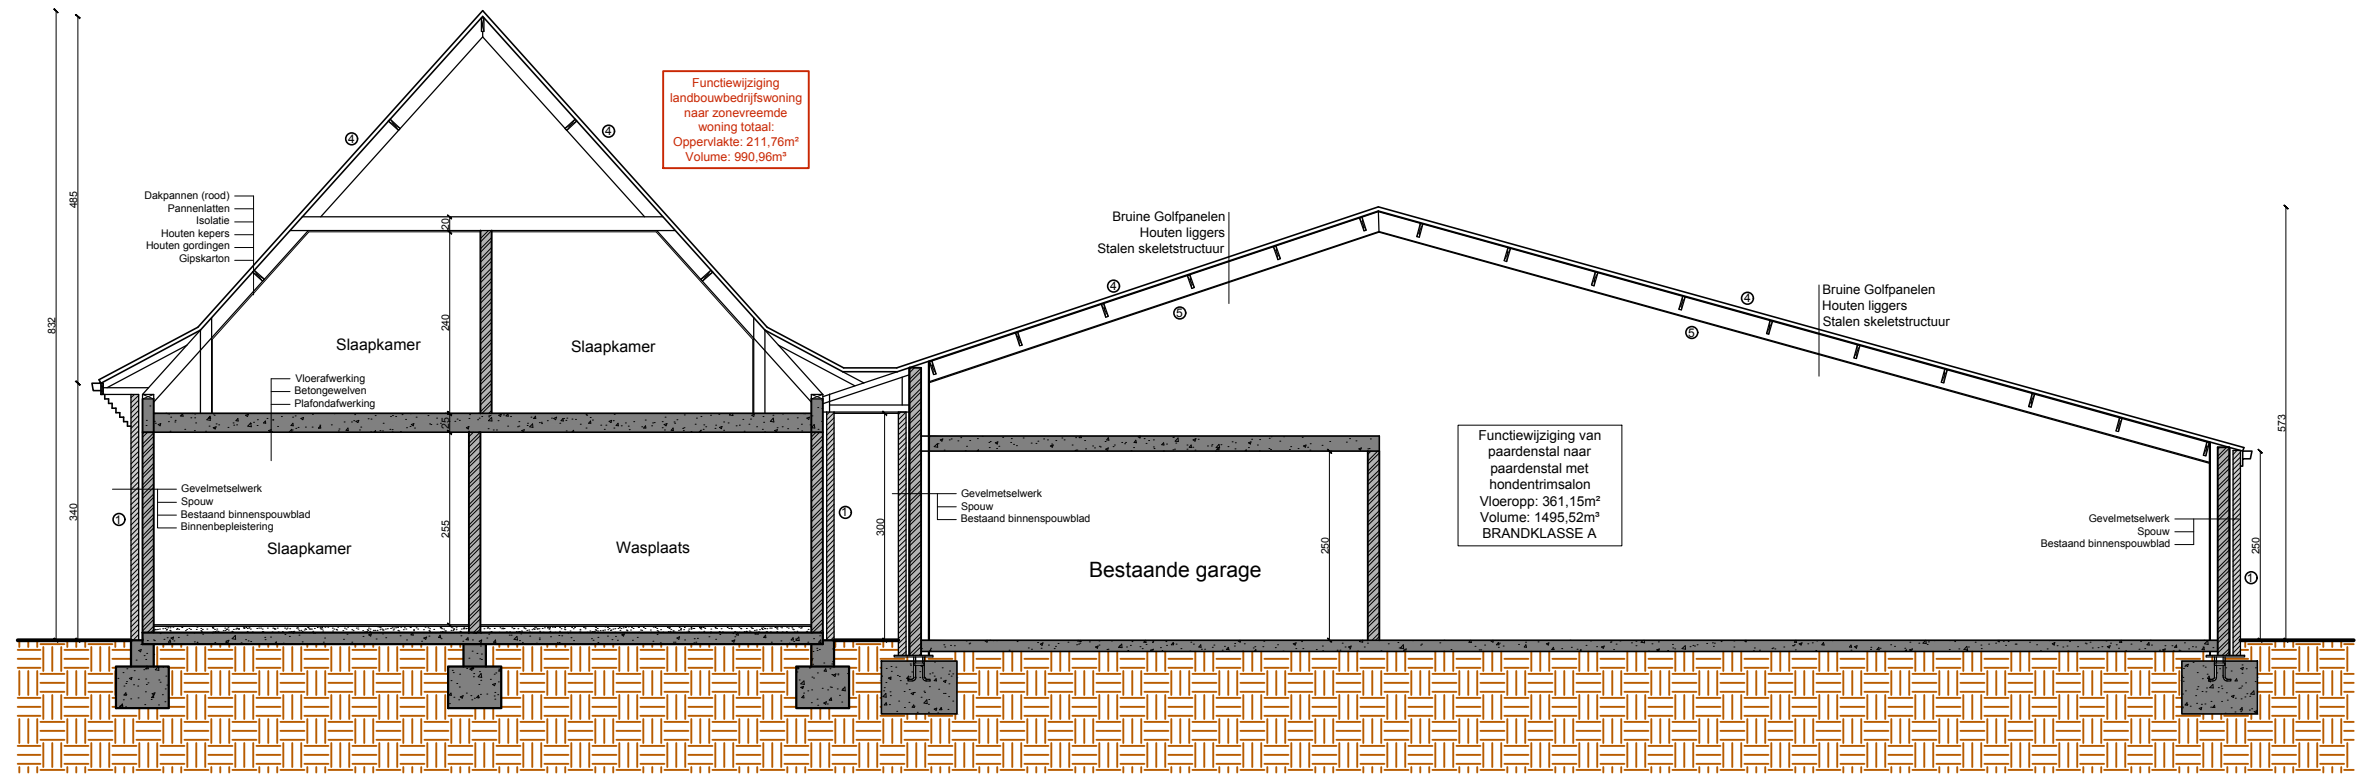 Functiewijziging
landbouwbedrijfswoning
naar zonevreemde
woning totaal:
Oppervlakte: 211,76m²
Volume: 990,96m³
4
4
485
832
340
Dakpannen (rood)
Pannenlatten
Isolatie
Houten kepers
Houten gordingen
Gipskarton
20
240
25
255
Slaapkamer
Slaapkamer
Vloerafwerking
Betongewelven
Plafondafwerking
Gevelmetselwerk
Spouw
Bestaand binnenspouwblad
Binnenbepleistering
1
Slaapkamer
Wasplaats
1
300
Bruine Golfpanelen
Houten liggers
Stalen skeletstructuur
4
5
4
5
Bruine Golfpanelen
Houten liggers
Stalen skeletstructuur
573
Gevelmetselwerk
Spouw
Bestaand binnenspouwblad
Bestaande garage
250
Functiewijziging van
paardenstal naar
paardenstal met
hondentrimsalon
Vloeropp: 361,15m²
Volume: 1495,52m³
BRANDKLASSE A
Gevelmetselwerk
Spouw
Bestaand binnenspouwblad
250
1